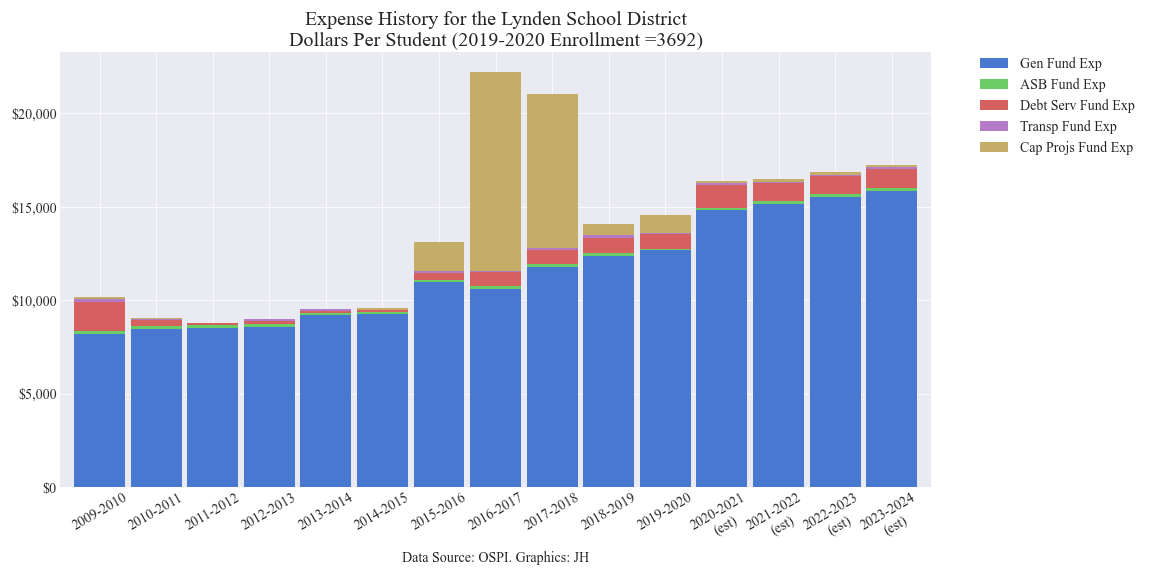 Expense History for the Lynden School District
Dollars Per Student (2019-2020 Enrollment =3692)
Gen Fund Exp
ASB Fund Exp
Debt Serv Fund Exp
Transp Fund Exp
Cap Projs Fund Exp
$20,000
$15,000
$10,000
$5,000
$0
2009-2010
2010-2011
2011-2012
2012-2013
2013-2014
2014-2015
2015-2016
2016-2017
2017-2018
2018-2019
2019-2020
2020-2021
(est)
2021-2022
(est)
2022-2023
(est)
2023-2024
(est)
Data Source: OSPI. Graphics: JH